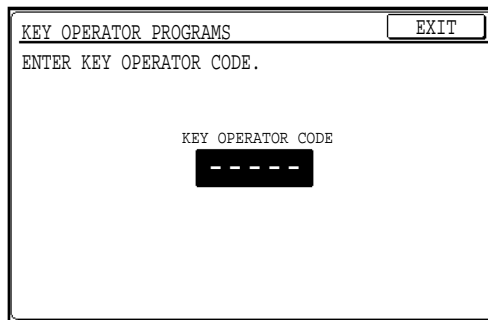 KEY OPERATOR PROGRAMS EXIT
ENTER KEY OPERATOR CODE.
KEY OPERATOR CODE
- - - - -